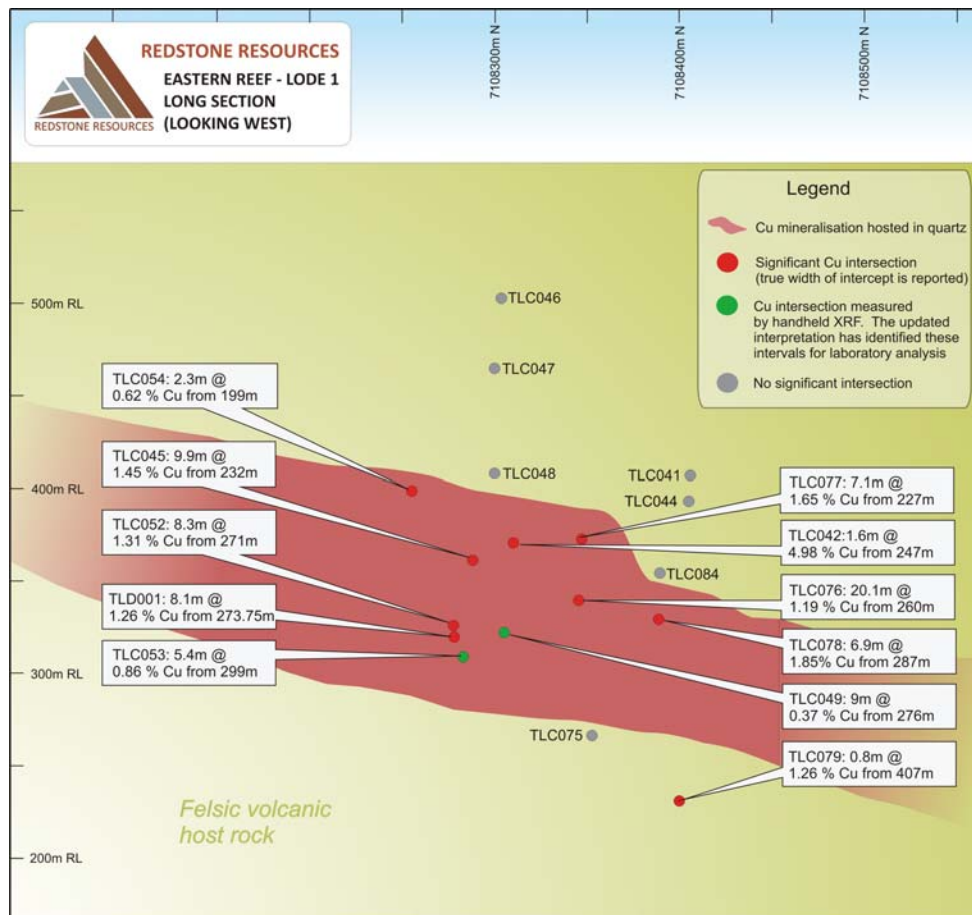 REDSTONE RESOURCES
EASTERN REEF - LODE 1
LONG SECTION
(LOOKING WEST)
REDSTONE RESOURCES
7108300m N
7108400m N
7108500m N
Legend
Cu mineralisation hosted in quartz
Significant Cu intersection
(true width of intercept is reported)
Cu intersection measured
by handheld XRF. The updated
interpretation has identified these
intervals for laboratory analysis
No significant intersection
500m RL
400m RL
300m RL
200m RL
TLC046
TLC047
TLC048
TLC041
TLC044
TLC084
TLC075
TLC054: 2.3m @
0.62 % Cu from 199m
TLC045: 9.9m @
1.45 % Cu from 232m
TLC052: 8.3m @
1.31 % Cu from 271m
TLD001: 8.1m @
1.26 % Cu from 273.75m
TLC053: 5.4m @
0.86 % Cu from 299m
TLC077: 7.1m @
1.65 % Cu from 227m
TLC042:1.6m @
4.98 % Cu from 247m
TLC076: 20.1m @
1.19 % Cu from 260m
TLC078: 6.9m @
1.85% Cu from 287m
TLC049: 9m @
0.37 % Cu from 276m
TLC079: 0.8m @
1.26 % Cu from 407m
Felsic volcanic
host rock